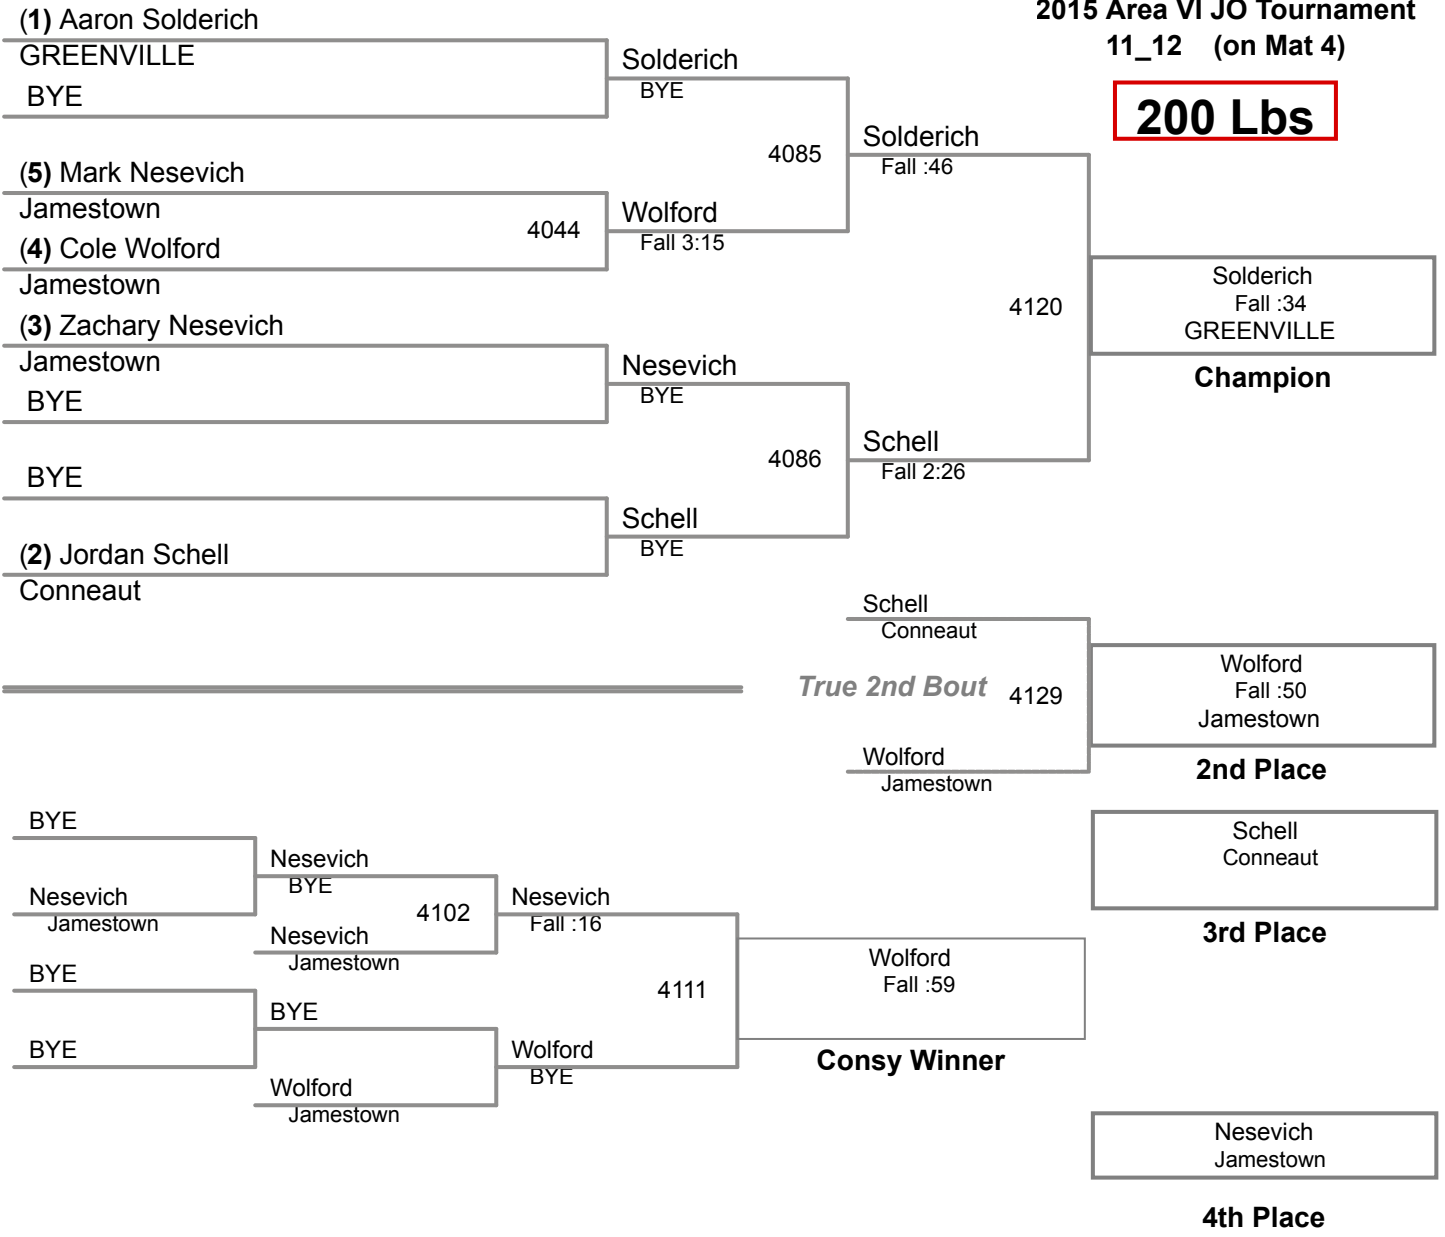 2015 Area VI JO Tournament
11_12 (on Mat 4)
200 Lbs
(1) Aaron Solderich
GREENVILLE
BYE
(5) Mark Nesevich
Jamestown
(4) Cole Wolford
Jamestown
(3) Zachary Nesevich
Jamestown
BYE
BYE
(2) Jordan Schell
Conneaut
Solderich
BYE
4044
Wolford
Fall 3:15
Nesevich
BYE
Schell
BYE
4085
Solderich
Fall :46
4086
Schell
Fall 2:26
4120
Solderich
Fall :34
GREENVILLE
Champion
Schell
Conneaut
True 2nd Bout
4129
Wolford
Jamestown
Wolford
Fall :50
Jamestown
2nd Place
BYE
Nesevich
Jamestown
BYE
BYE
Nesevich
BYE
4102
Nesevich
Jamestown
BYE
Wolford
Jamestown
Nesevich
Fall :16
4111
Wolford
BYE
Wolford
Fall :59
Consy Winner
Schell
Conneaut
3rd Place
Nesevich
Jamestown
4th Place